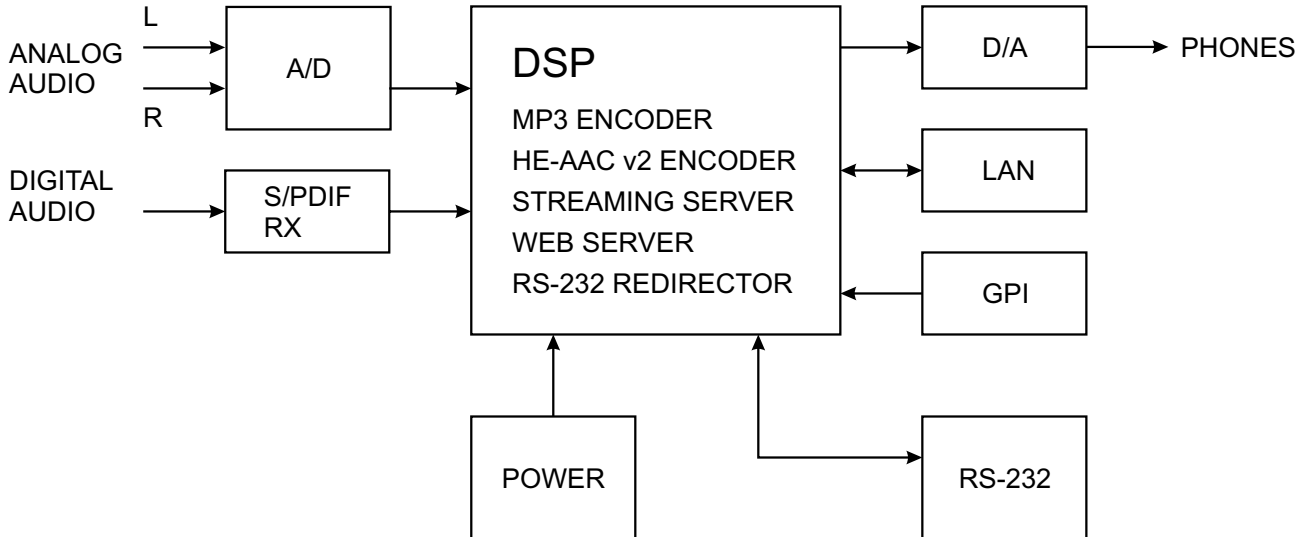 L
ANALOG
AUDIO
R
A/D
DIGITAL
AUDIO
S/PDIF
RX
DSP
MP3 ENCODER
HE-AAC v2 ENCODER
STREAMING SERVER
WEB SERVER
RS-232 REDIRECTOR
D/A
PHONES
LAN
GPI
POWER
RS-232